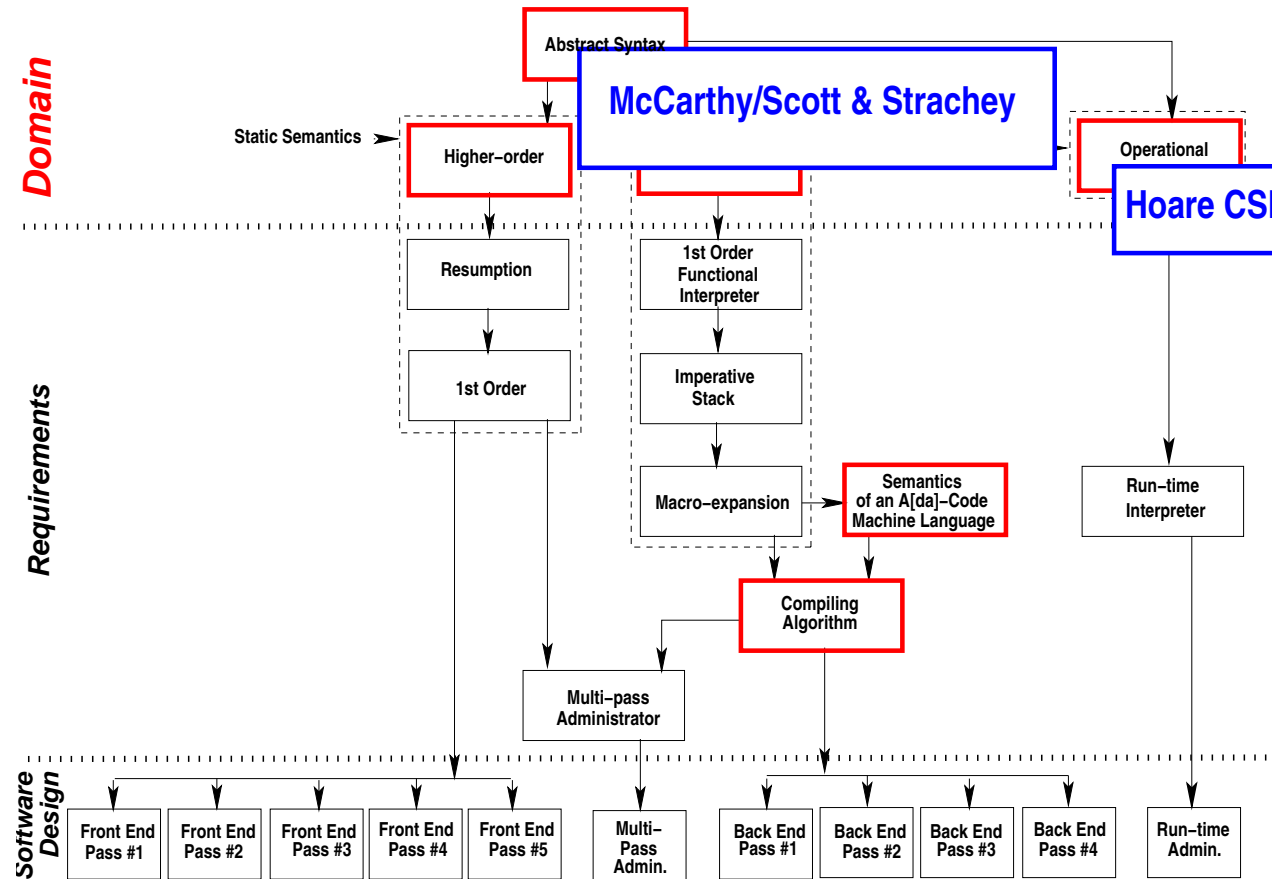 Domain
Abstract Syntax
McCarthy/Scott & Strachey
Static Semantics
Higher-order
Operational
Hoare CS
Requirements
Resumption
1st Order
Functional
Interpreter
1st Order
Imperative
Stack
Macro-expansion
Semantics
of an A[da]-Code
Machine Language
Run-time
Interpreter
Compiling
Algorithm
Multi-pass
Administrator
Software
Design
Front End
Pass #1
Front End
Pass #2
Front End
Pass #3
Front End
Pass #4
Front End
Pass #5
Multi-
Pass
Admin.
Back End
Pass #1
Back End
Pass #2
Back End
Pass #3
Back End
Pass #4
Run-time
Admin.